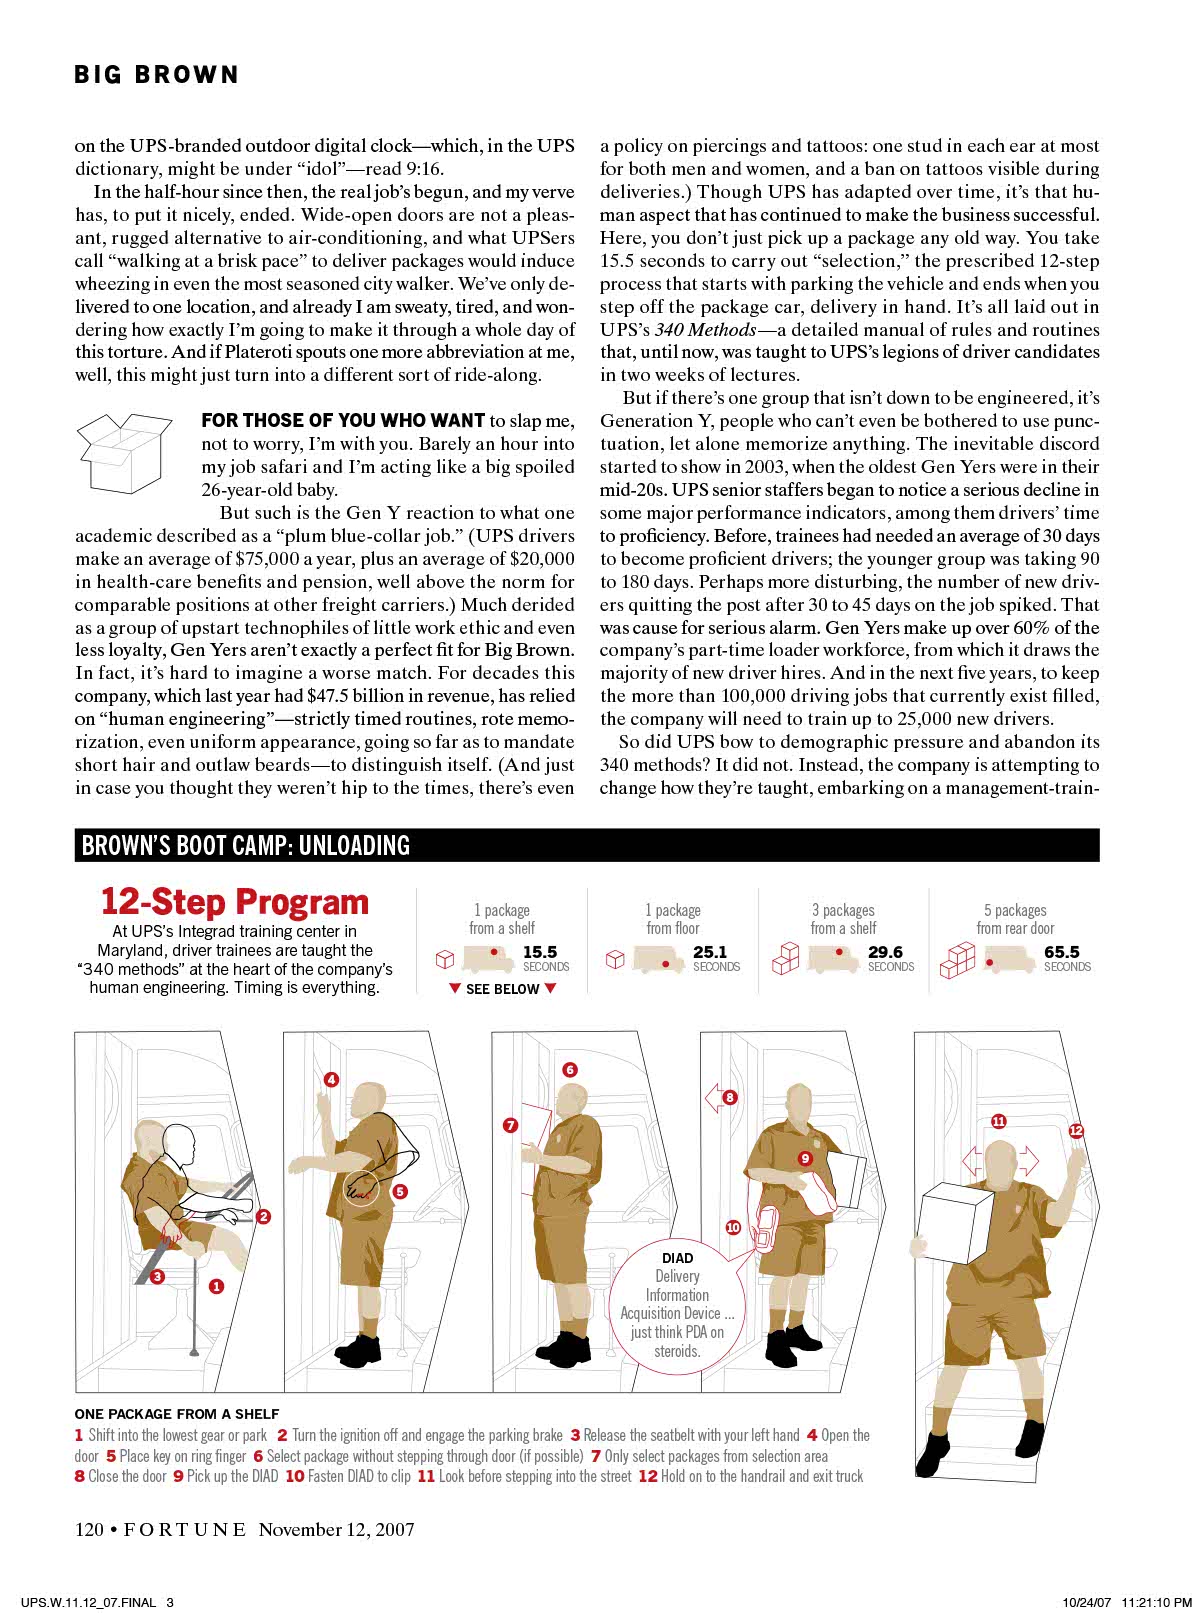 BIG BROWN
on the UPS-branded outdoor digital clock—which, in the UPS
dictionary, might be under “idol”—read 9:16.
In the half-hour since then, the real job’s begun, and my verve
has, to put it nicely, ended. Wide-open doors are not a pleas-
ant, rugged alternative to air-conditioning, and what UPSers
call “walking at a brisk pace” to deliver packages would induce
wheezing in even the most seasoned city walker. We’ve only de-
livered to one location, and already I am sweaty, tired, and won-
dering how exactly I’m going to make it through a whole day of
this torture. And if Plateroti spouts one more abbreviation at me,
well, this might just turn into a different sort of ride-along.
FOR THOSE OF YOU WHO WANT to slap me,
not to worry, I’m with you. Barely an hour into
my job safari and I’m acting like a big spoiled
26-year-old baby.
But such is the Gen Y reaction to what one
academic described as a “plum blue-collar job.” (UPS drivers
make an average of $75,000 a year, plus an average of $20,000
in health-care benefits and pension, well above the norm for
comparable positions at other freight carriers.) Much derided
as a group of upstart technophiles of little work ethic and even
less loyalty, Gen Yers aren’t exactly a perfect fit for Big Brown.
In fact, it’s hard to imagine a worse match. For decades this
company, which last year had $47.5 billion in revenue, has relied
on “human engineering”—strictly timed routines, rote memo-
rization, even uniform appearance, going so far as to mandate
short hair and outlaw beards—to distinguish itself. (And just
in case you thought they weren’t hip to the times, there’s even
a policy on piercings and tattoos: one stud in each ear at most
for both men and women, and a ban on tattoos visible during
deliveries.) Though UPS has adapted over time, it’s that hu-
man aspect that has continued to make the business successful.
Here, you don’t just pick up a package any old way. You take
15.5 seconds to carry out “selection,” the prescribed 12-step
process that starts with parking the vehicle and ends when you
step off the package car, delivery in hand. It’s all laid out in
UPS’s 340 Methods—a detailed manual of rules and routines
that, until now, was taught to UPS’s legions of driver candidates
in two weeks of lectures.
But if there’s one group that isn’t down to be engineered, it’s
Generation Y, people who can’t even be bothered to use punc-
tuation, let alone memorize anything. The inevitable discord
started to show in 2003, when the oldest Gen Yers were in their
mid-20s. UPS senior staffers began to notice a serious decline in
some major performance indicators, among them drivers’ time
to proficiency. Before, trainees had needed an average of 30 days
to become proficient drivers; the younger group was taking 90
to 180 days. Perhaps more disturbing, the number of new driv-
ers quitting the post after 30 to 45 days on the job spiked. That
was cause for serious alarm. Gen Yers make up over 60% of the
company’s part-time loader workforce, from which it draws the
majority of new driver hires. And in the next five years, to keep
the more than 100,000 driving jobs that currently exist filled,
the company will need to train up to 25,000 new drivers.
So did UPS bow to demographic pressure and abandon its
340 methods? It did not. Instead, the company is attempting to
change how they’re taught, embarking on a management-train-
BROWN’S BOOT CAMP: UNLOADING
12-Step Program
At UPS’s Integrad training center in
Maryland, driver trainees are taught the
“340 methods” at the heart of the company’s
human engineering. Timing is everything.
1 package
from a shelf
15.5
SECONDS
SEE BELOW
1 package
from floor
25.1
SECONDS
3 packages
from a shelf
29.6
SECONDS
5 packages
from rear door
65.5
SECONDS
1
2
3
4
5
6
7
8
9
10
11
12
DIAD
Delivery
Information
Acquisition Device ...
just think PDA on
steroids.
ONE PACKAGE FROM A SHELF
1 Shift into the lowest gear or park 2 Turn the ignition off and engage the parking brake 3 Release the seatbelt with your left hand 4 Open the
door 5 Place key on ring finger 6 Select package without stepping through door (if possible) 7 Only select packages from selection area
8 Close the door 9 Pick up the DIAD 10 Fasten DIAD to clip 11 Look before stepping into the street 12 Hold on to the handrail and exit truck
120 • FORTUNE November 12, 2007
UPS.W.11.12_07.FINAL 3
10/24/07 11:21:10 PM